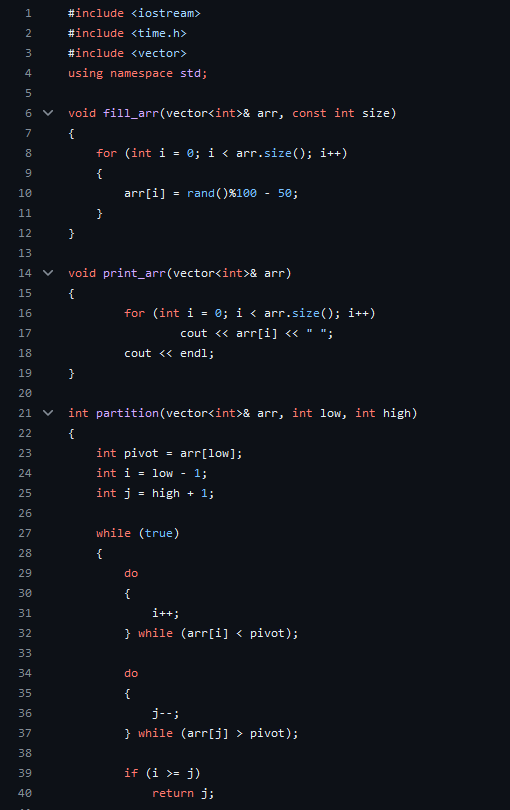 1 #include <iostream>
2 #include <time.h>
3 #include <vector>
4 using namespace std;
5
6 void fill_arr(vector<int>& arr, const int size)
7 {
8     for (int i = 0; i < arr.size(); i++)
9     {
10         arr[i] = rand()%100 - 50;
11     }
12 }
13
14 void print_arr(vector<int>& arr)
15 {
16         for (int i = 0; i < arr.size(); i++)
17                 cout << arr[i] << " ";
18         cout << endl;
19 }
20
21 int partition(vector<int>& arr, int low, int high)
22 {
23     int pivot = arr[low];
24     int i = low - 1;
25     int j = high + 1;
26
27     while (true)
28     {
29         do
30         {
31             i++;
32         } while (arr[i] < pivot);
33
34         do
35         {
36             j--;
37         } while (arr[j] > pivot);
38
39         if (i >= j)
40             return j;